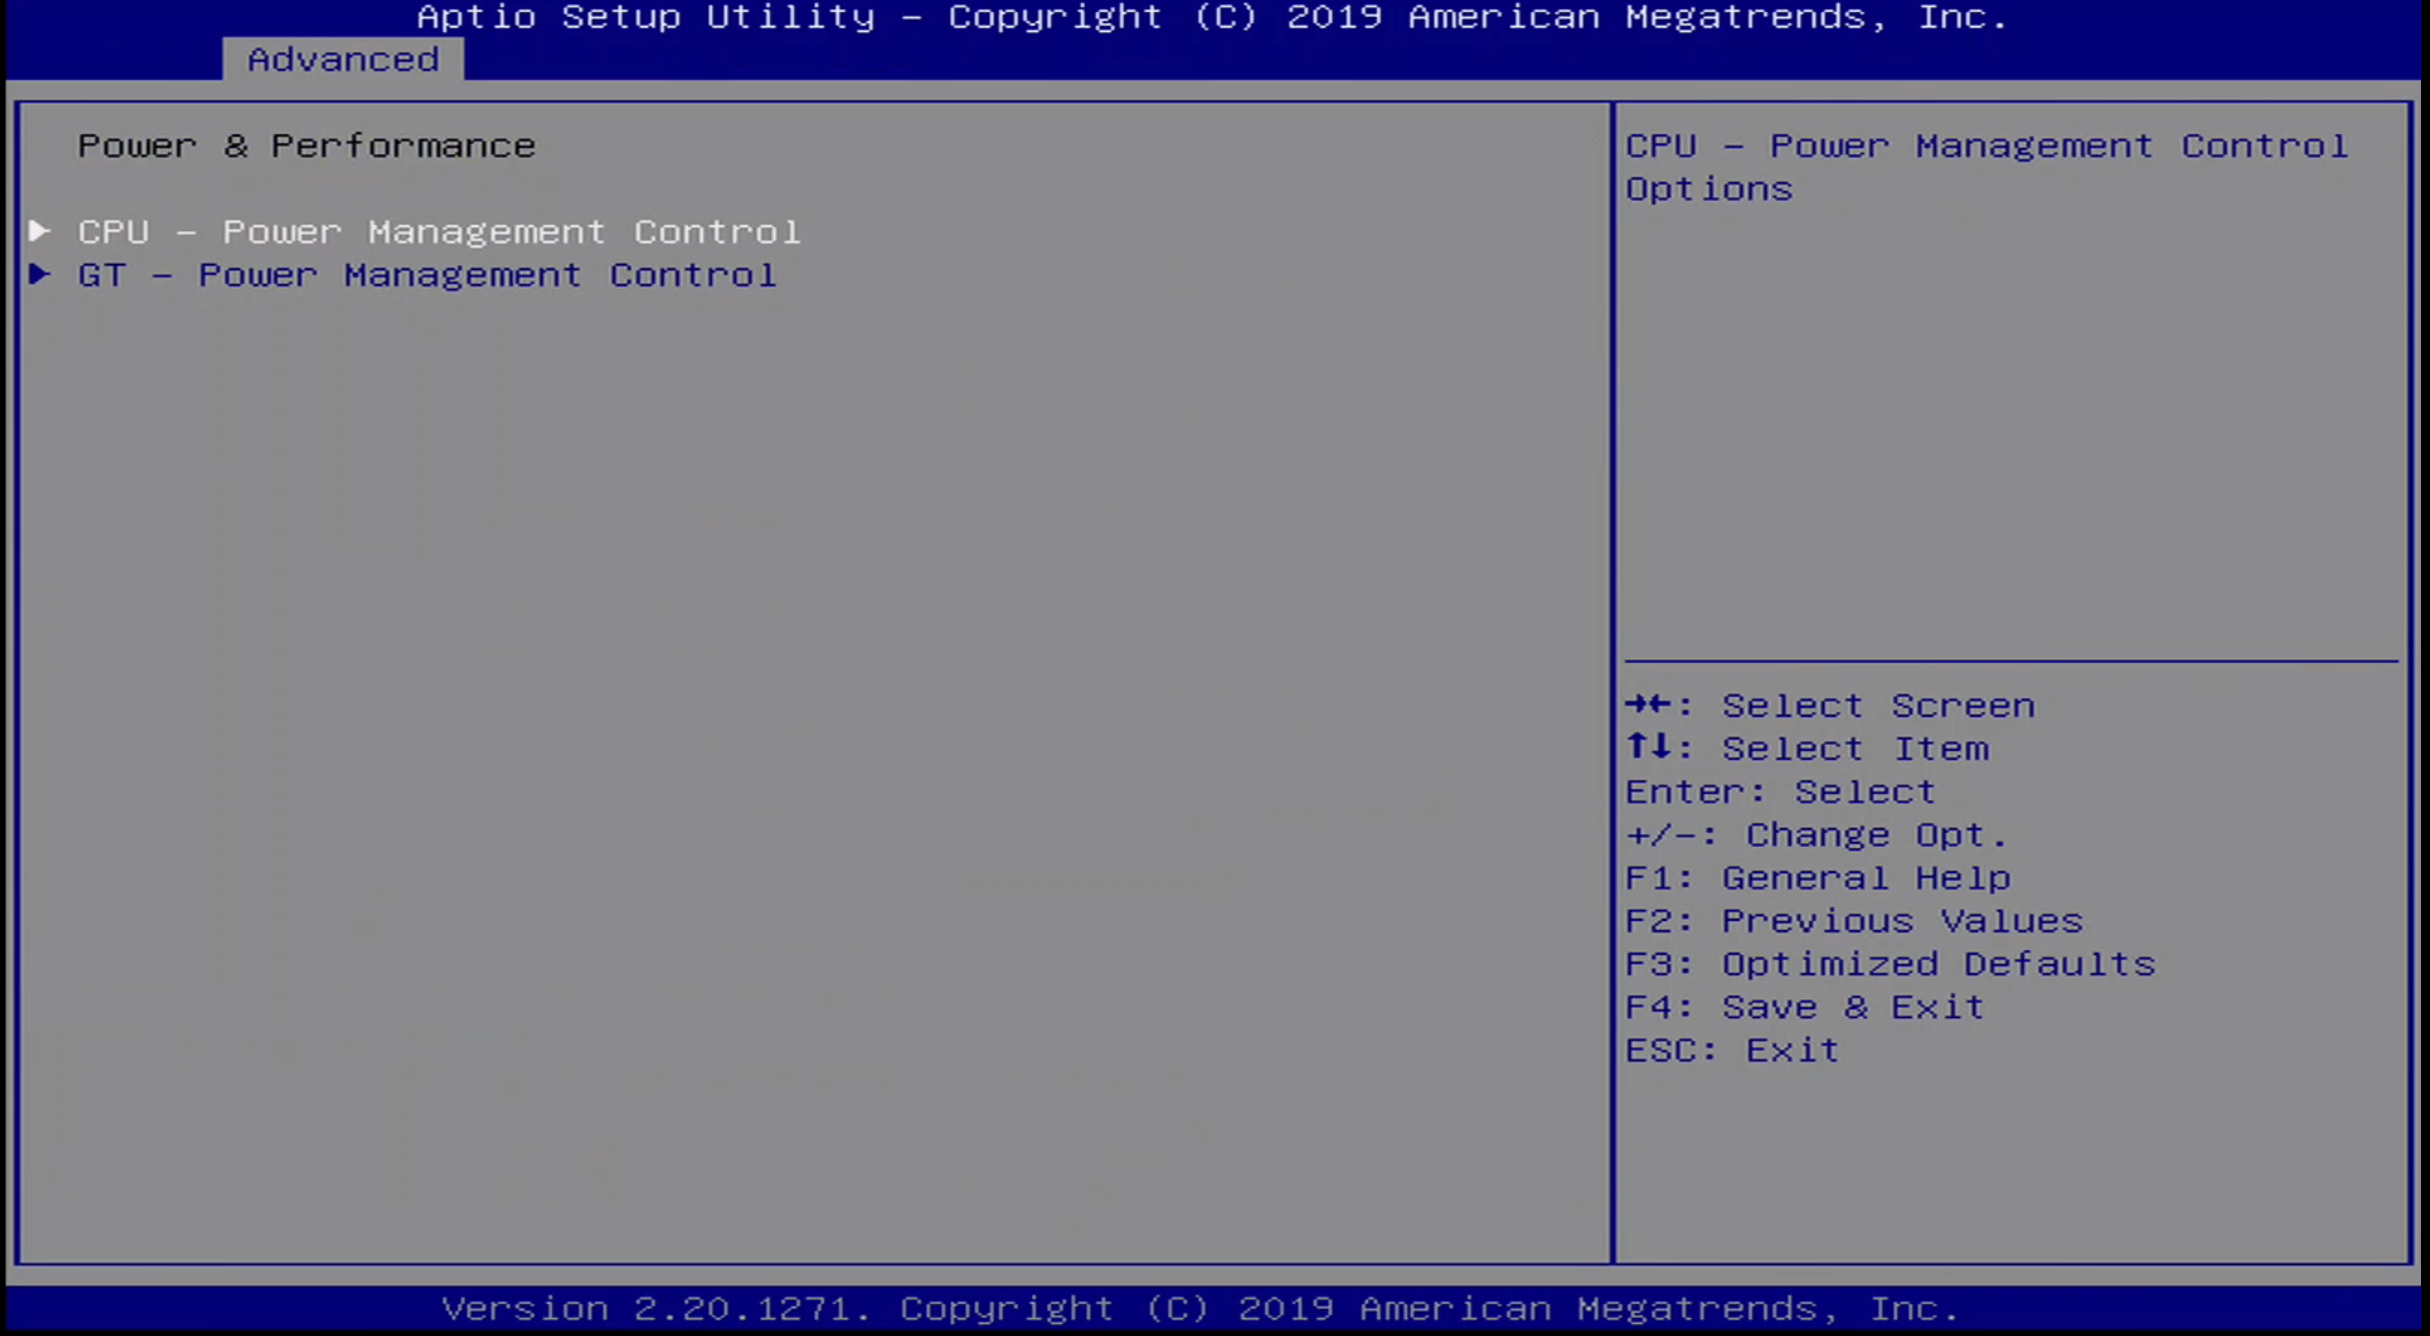 Aptio Setup Utility – Copyright (C) 2019 American Megatrends, Inc.
Advanced
Power & Performance
▶ CPU – Power Management Control
▶ GT – Power Management Control
CPU – Power Management Control
Options
→←: Select Screen
↑↓: Select Item
Enter: Select
+/-: Change Opt.
F1: General Help
F2: Previous Values
F3: Optimized Defaults
F4: Save & Exit
ESC: Exit
Version 2.20.1271. Copyright (C) 2019 American Megatrends, Inc.